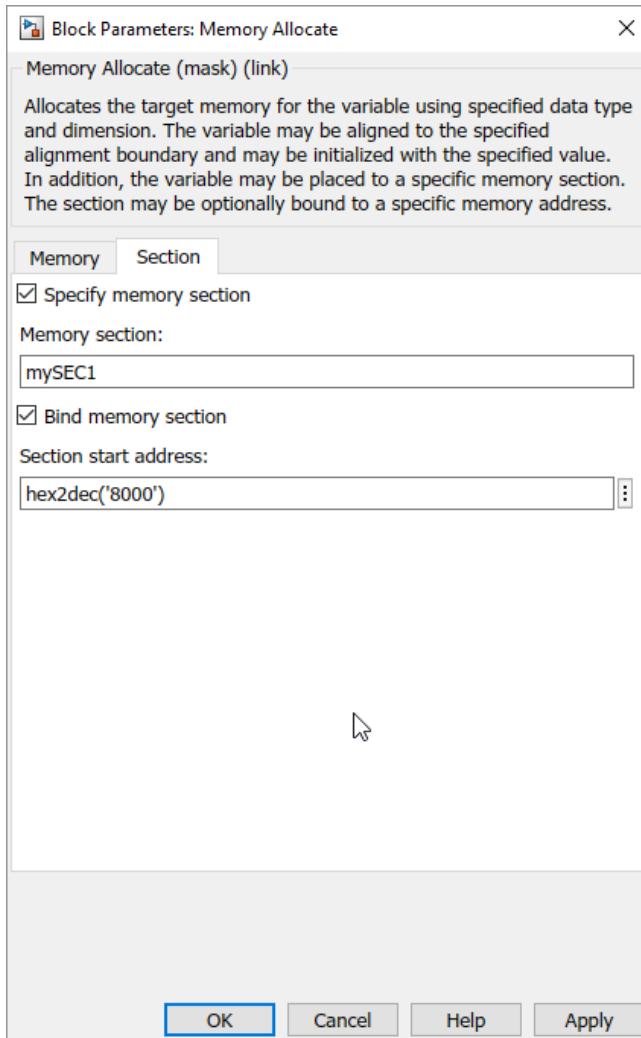 Block Parameters: Memory Allocate
Memory Allocate (mask) (link)
Allocates the target memory for the variable using specified data type
and dimension. The variable may be aligned to the specified
alignment boundary and may be initialized with the specified value.
In addition, the variable may be placed to a specific memory section.
The section may be optionally bound to a specific memory address.
Memory Section
Specify memory section
Memory section:
mySEC1
Bind memory section
Section start address:
hex2dec('8000')
OK Cancel Help Apply